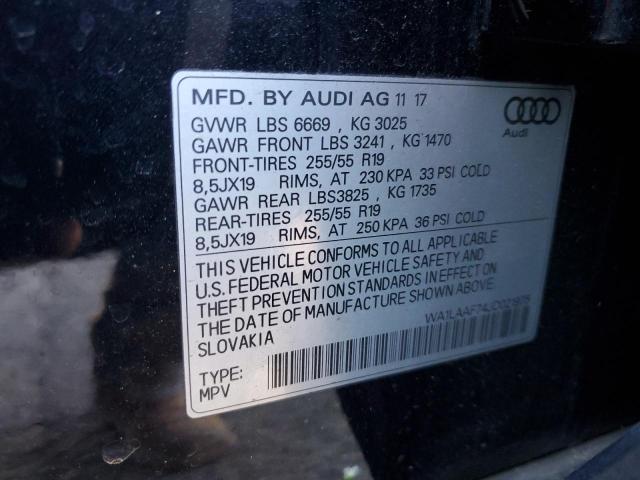 MFD. BY AUDI AG 11 17
Audi
GVWR LBS 6669 , KG 3025
GAWR FRONT LBS 3241 , KG 1470
FRONT-TIRES 255/55 R19
8,5JX19 RIMS, AT 230 KPA 33 PSI COLD
GAWR REAR LBS3825 , KG 1735
REAR-TIRES 255/55 R19
8,5JX19 RIMS, AT 250 KPA 36 PSI COLD
THIS VEHICLE CONFORMS TO ALL APPLICABLE
U.S. FEDERAL MOTOR VEHICLE SAFETY AND
THEFT PREVENTION STANDARDS IN EFFECT ON
THE DATE OF MANUFACTURE SHOWN ABOVE
SLOVAKIA
WA1LAAF74JD021975
TYPE:
MPV